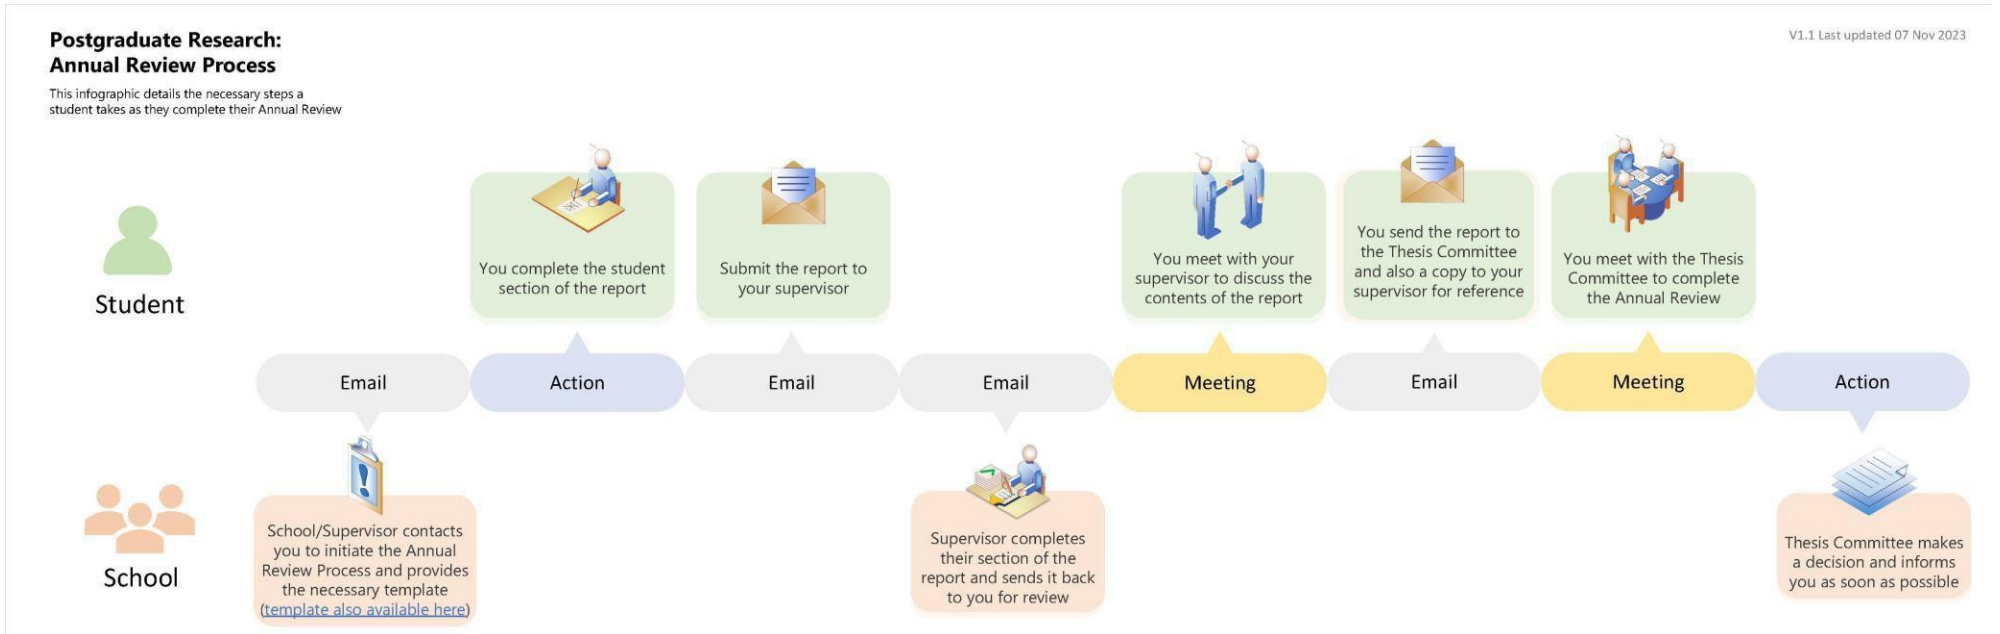 Postgraduate Research:
Annual Review Process
This infographic details the necessary steps a
student takes as they complete their Annual Review
V1.1 Last updated 07 Nov 2023
Student
You complete the student
section of the report
Submit the report to
your supervisor
You meet with your
supervisor to discuss the
contents of the report
You send the report to
the Thesis Committee
and also a copy to your
supervisor for reference
You meet with the Thesis
Committee to complete
the Annual Review
Email
Action
Email
Email
Meeting
Email
Meeting
Action
School
School/Supervisor contacts
you to initiate the Annual
Review Process and provides
the necessary template
(template also available here)
Supervisor completes
their section of the
report and sends it back
to you for review
Thesis Committee makes
a decision and informs
you as soon as possible